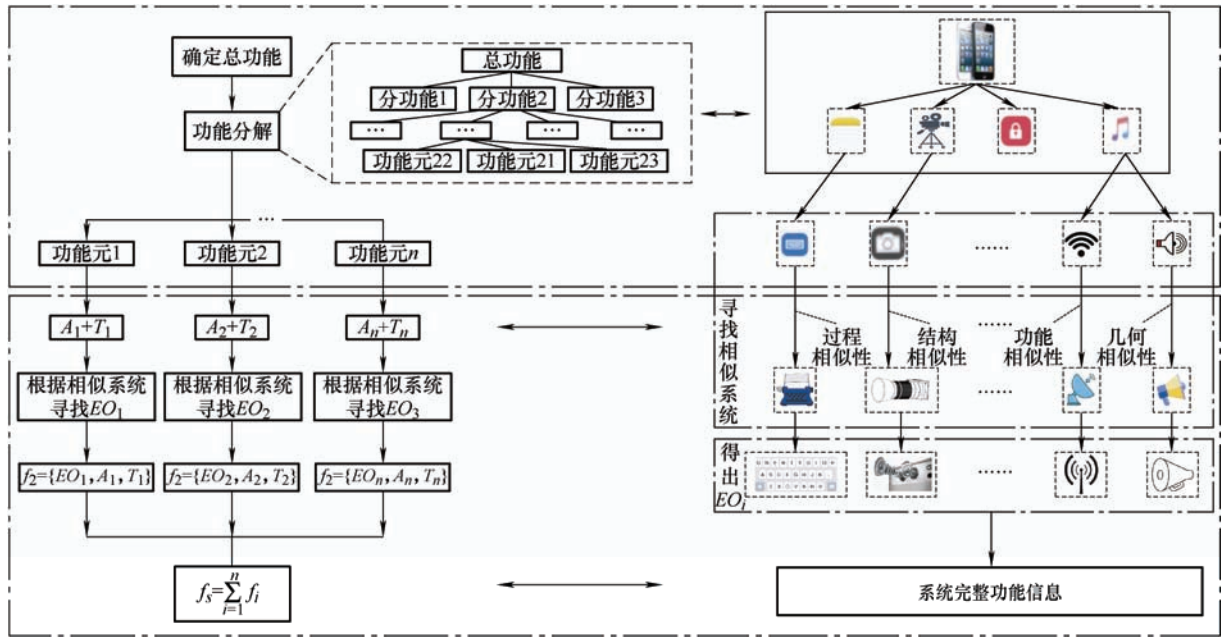 确定总功能
功能分解
总功能
分功能1
分功能2
分功能3
…
…
…
…
功能元22
功能元21
功能元23
…
功能元1
功能元2
功能元n
……
A₁+T₁
A₂+T₂
Aₙ+Tₙ
根据相似系统
寻找EO₁
根据相似系统
寻找EO₂
根据相似系统
寻找EO₃
f₂={EO₁,A₁,T₁}
f₂={EO₂,A₂,T₂}
f₂={EOₙ,Aₙ,Tₙ}
fₛ=∑ⁿᵢ₌₁fᵢ
寻找相似系统
过程
相似性
结构
相似性
……
功能
相似性
几何
相似性
……
得出
EOᵢ
……
系统完整功能信息